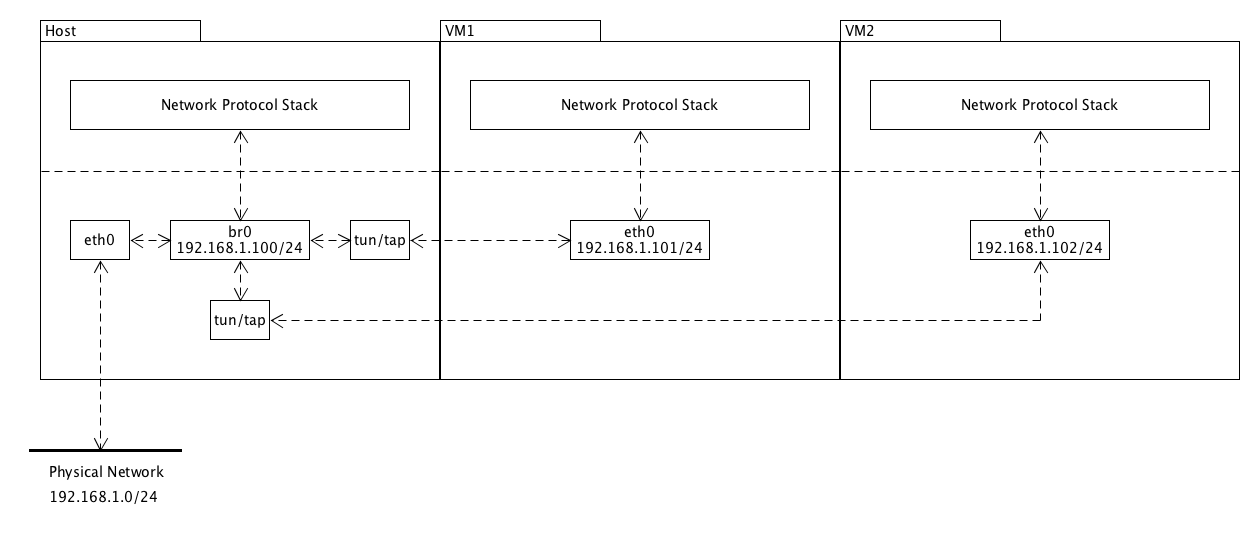 Host
VM1
VM2
Network Protocol Stack
Network Protocol Stack
Network Protocol Stack
eth0
br0
192.168.1.100/24
tun/tap
eth0
192.168.1.101/24
eth0
192.168.1.102/24
tun/tap
Physical Network
192.168.1.0/24